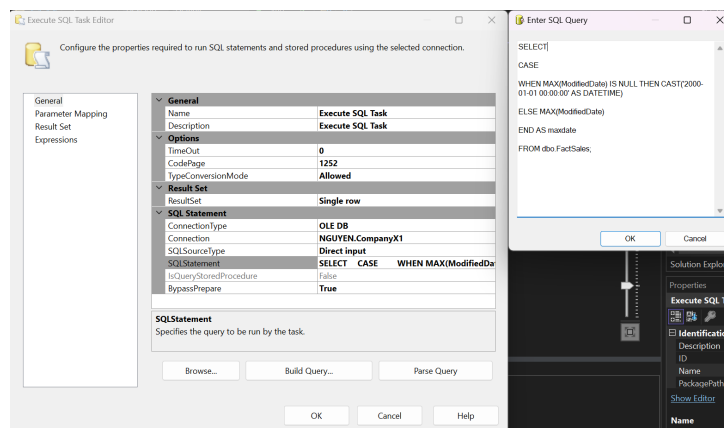 Execute SQL Task Editor
Configure the properties required to run SQL statements and stored procedures using the selected connection.
General
Parameter Mapping
Result Set
Expressions
General
Name Execute SQL Task
Description Execute SQL Task
Options
TimeOut 0
CodePage 1252
TypeConversionMode Allowed
Result Set
ResultSet Single row
SQL Statement
ConnectionType OLE DB
Connection NGUYEN.CompanyX1
SQLSourceType Direct input
SQLStatement SELECT CASE WHEN MAX(ModifiedDa
IsQueryStoredProcedure False
BypassPrepare True
SQLStatement
Specifies the query to be run by the task.
Browse...
Build Query...
Parse Query
OK
Cancel
Help
Enter SQL Query
SELECT
CASE
WHEN MAX(ModifiedDate) IS NULL THEN CAST('2000-
01-01 00:00:00' AS DATETIME)
ELSE MAX(ModifiedDate)
END AS maxdate
FROM dbo.FactSales;
OK
Cancel
Solution Explo
Properties
Execute SQL T
Identificatio
Description
ID
Name
PackagePath
Show Editor
Name